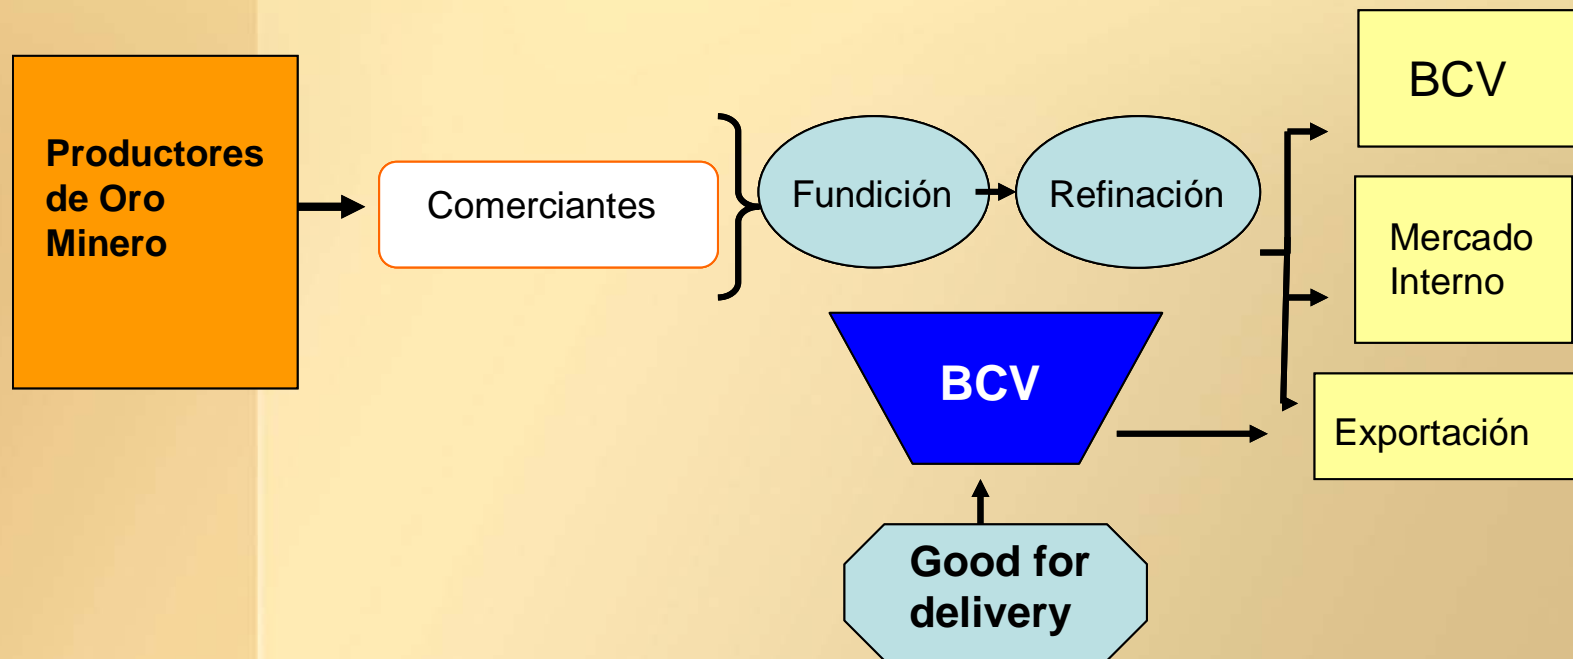 Productores
de Oro
Minero
Comerciantes
Fundición
Refinación
BCV
Mercado
Interno
Exportación
BCV
Good for
delivery